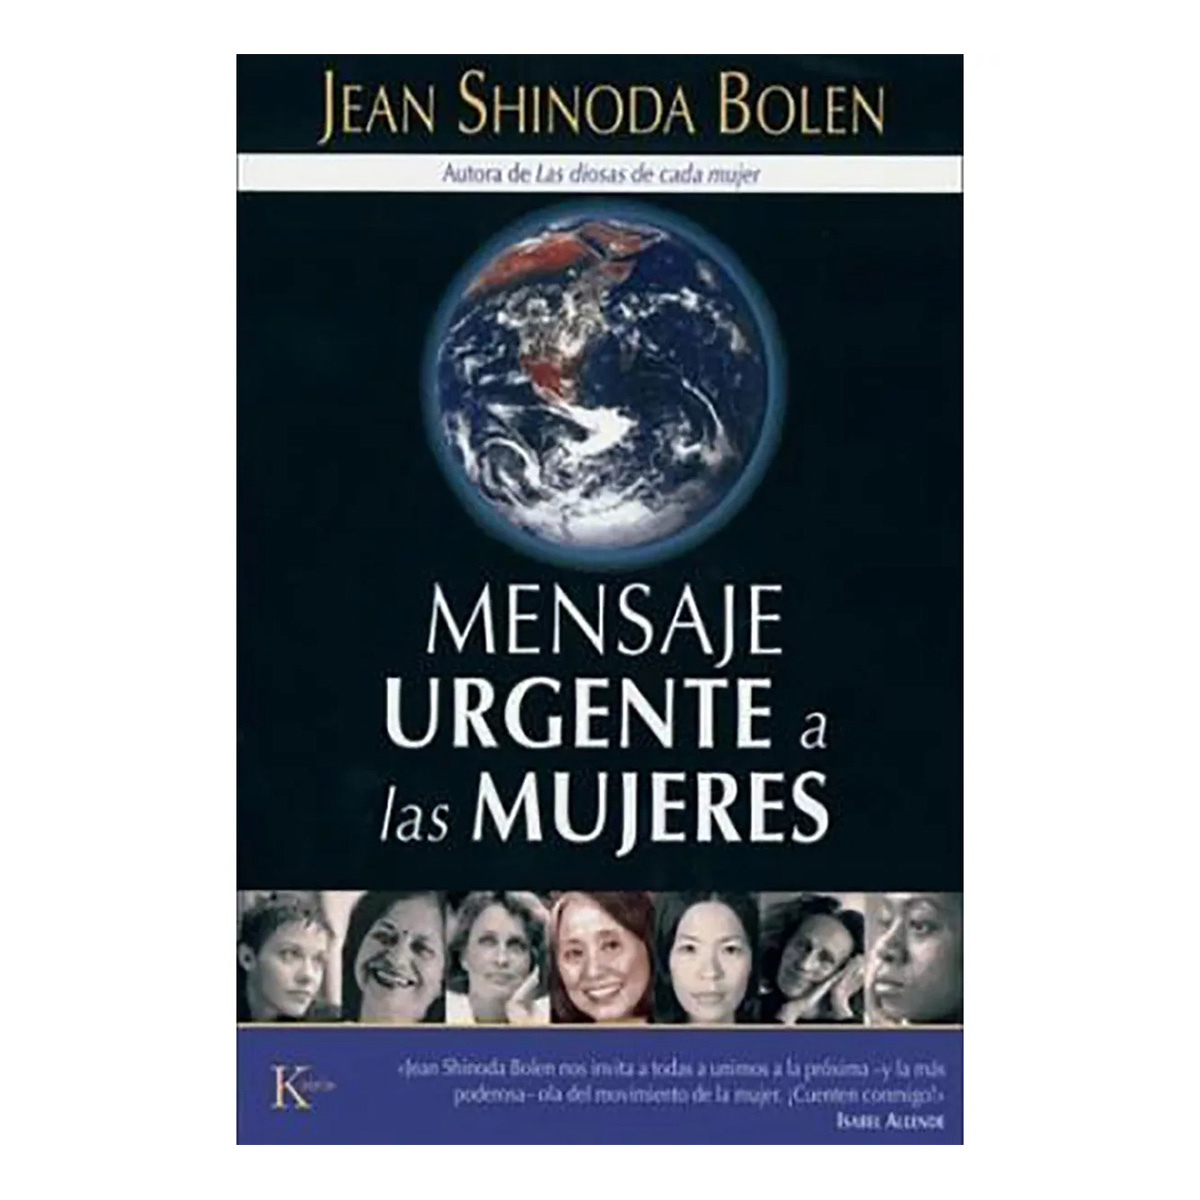 JEAN SHINODA BOLEN
Autora de Las diosas de cada mujer
MENSAJE
URGENTE a
las MUJERES
«Jean Shinoda Bolen nos invita a todas a unirnos a la próxima –y la más
poderosa– ola del movimiento de la mujer. ¡Cuenten conmigo!»
ISABEL ALLENDE
K